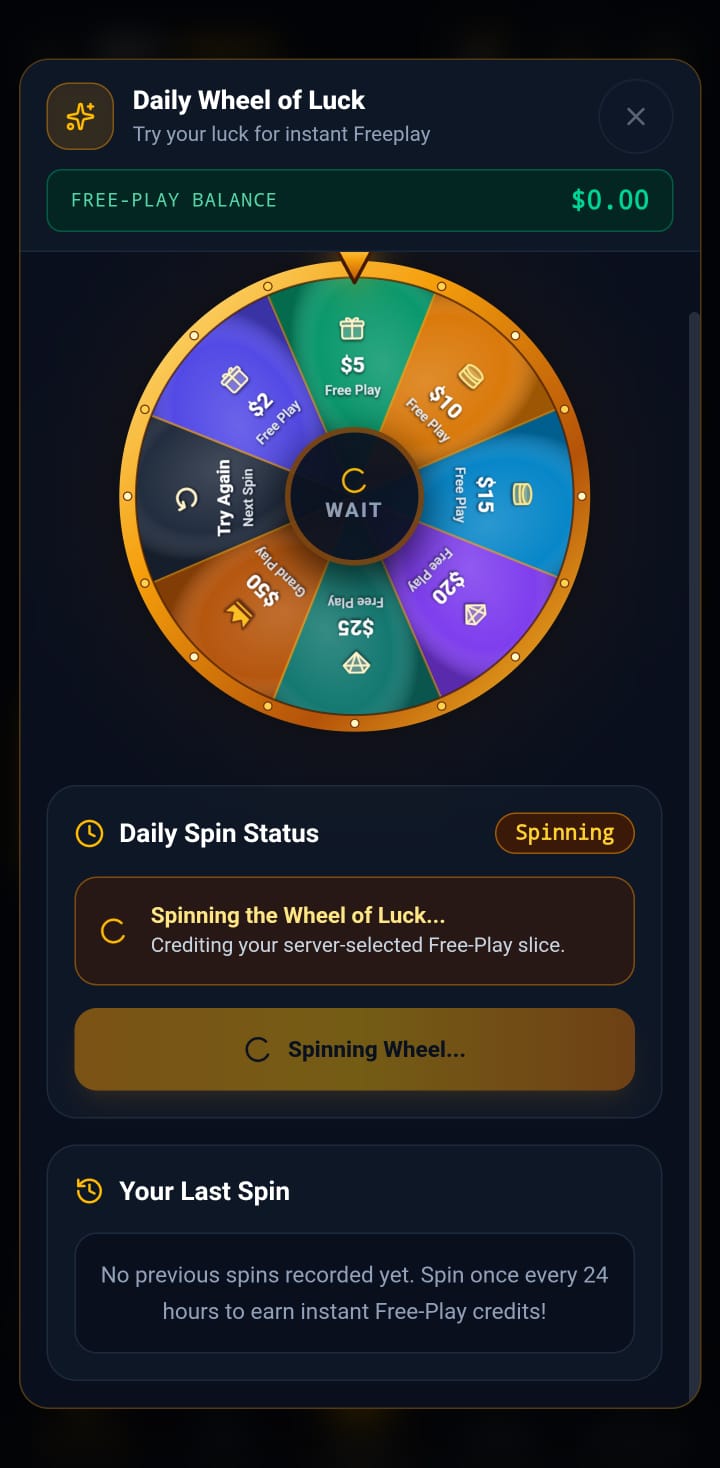 Daily Wheel of Luck
Try your luck for instant Freeplay
FREE-PLAY BALANCE
$0.00
$5
Free Play
$10
Free Play
$15
Free Play
$20
Free Play
$25
Free Play
$50
Grand Play
Try Again
Next Spin
$2
Free Play
WAIT
Daily Spin Status
Spinning
Spinning the Wheel of Luck...
Crediting your server-selected Free-Play slice.
Spinning Wheel...
Your Last Spin
No previous spins recorded yet. Spin once every 24
hours to earn instant Free-Play credits!